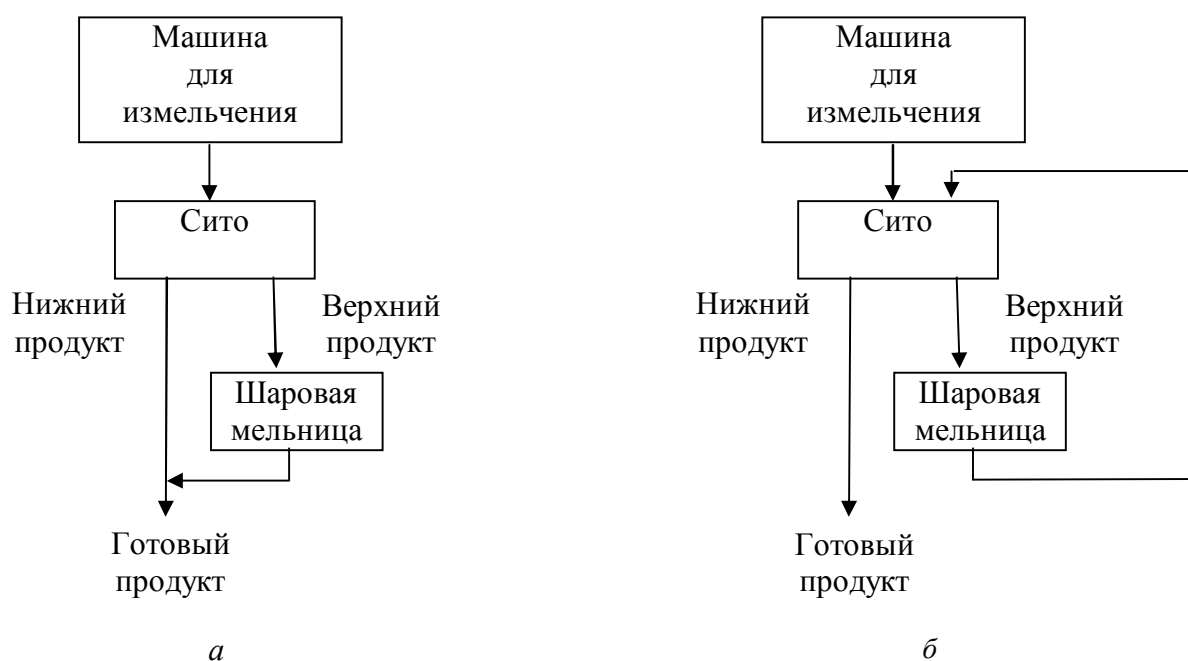 Машина
для
измельчения
Сито
Нижний
продукт
Верхний
продукт
Шаровая
мельница
Готовый
продукт
а
Машина
для
измельчения
Сито
Нижний
продукт
Верхний
продукт
Шаровая
мельница
Готовый
продукт
б